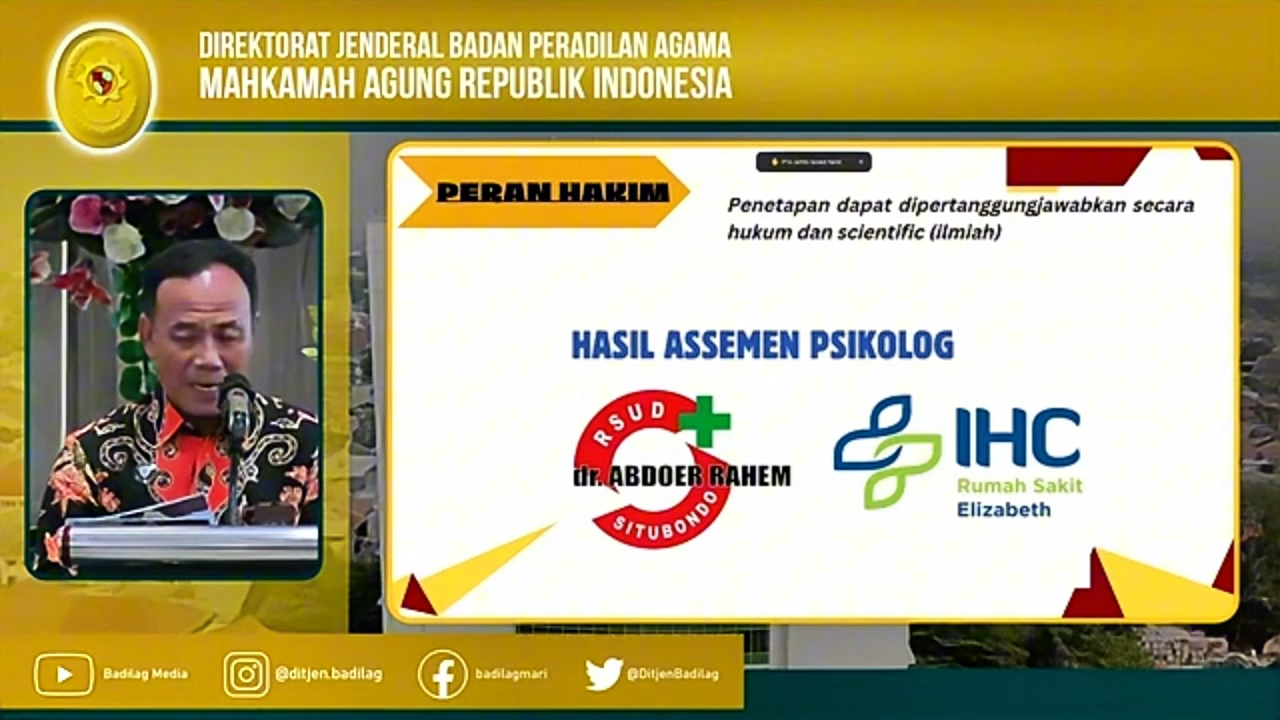 DIREKTORAT JENDERAL BADAN PERADILAN AGAMA
MAHKAMAH AGUNG REPUBLIK INDONESIA
PERAN HAKIM
Penetapan dapat dipertanggungjawabkan secara
hukum dan scientific (ilmiah)
HASIL ASSEMEN PSIKOLOG
RSUD
dr. ABDOER RAHEM
SITUBONDO
IHC
Rumah Sakit
Elizabeth
Badilag Media
@ditjen.badilag
badilagmari
@DitjenBadilag